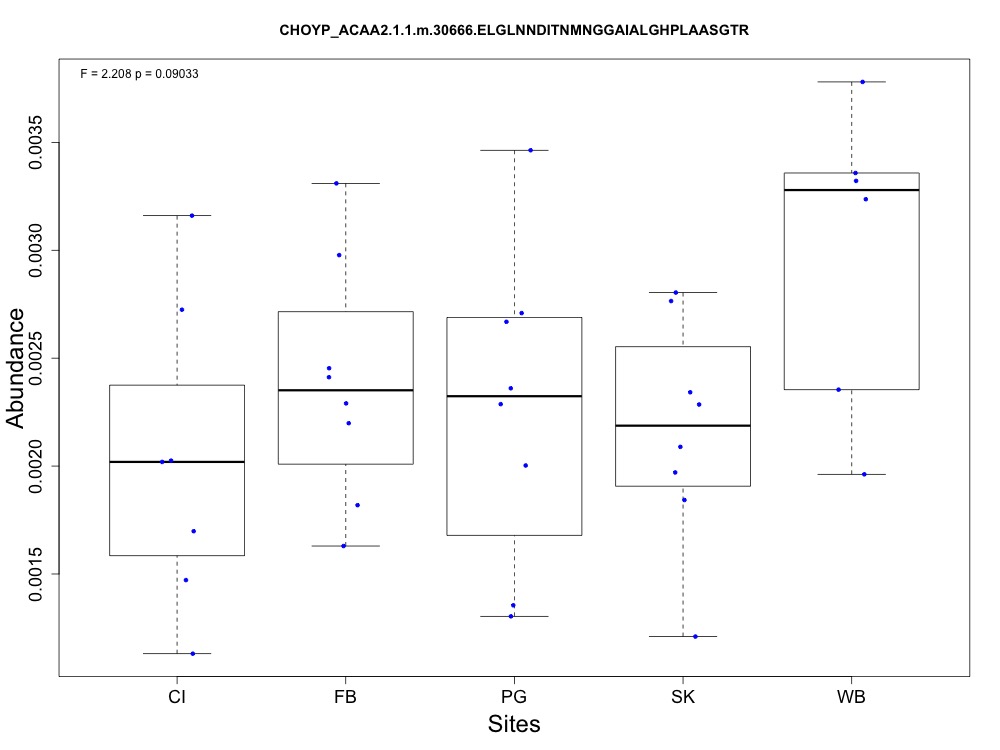 CHOYP_ACAA2.1.1.m.30666.ELGLNNDITNMNGGAIALGHPLAASGTR
F = 2.208 p = 0.09033
Abundance
0.0035
0.0030
0.0025
0.0020
0.0015
CI FB PG SK WB
Sites